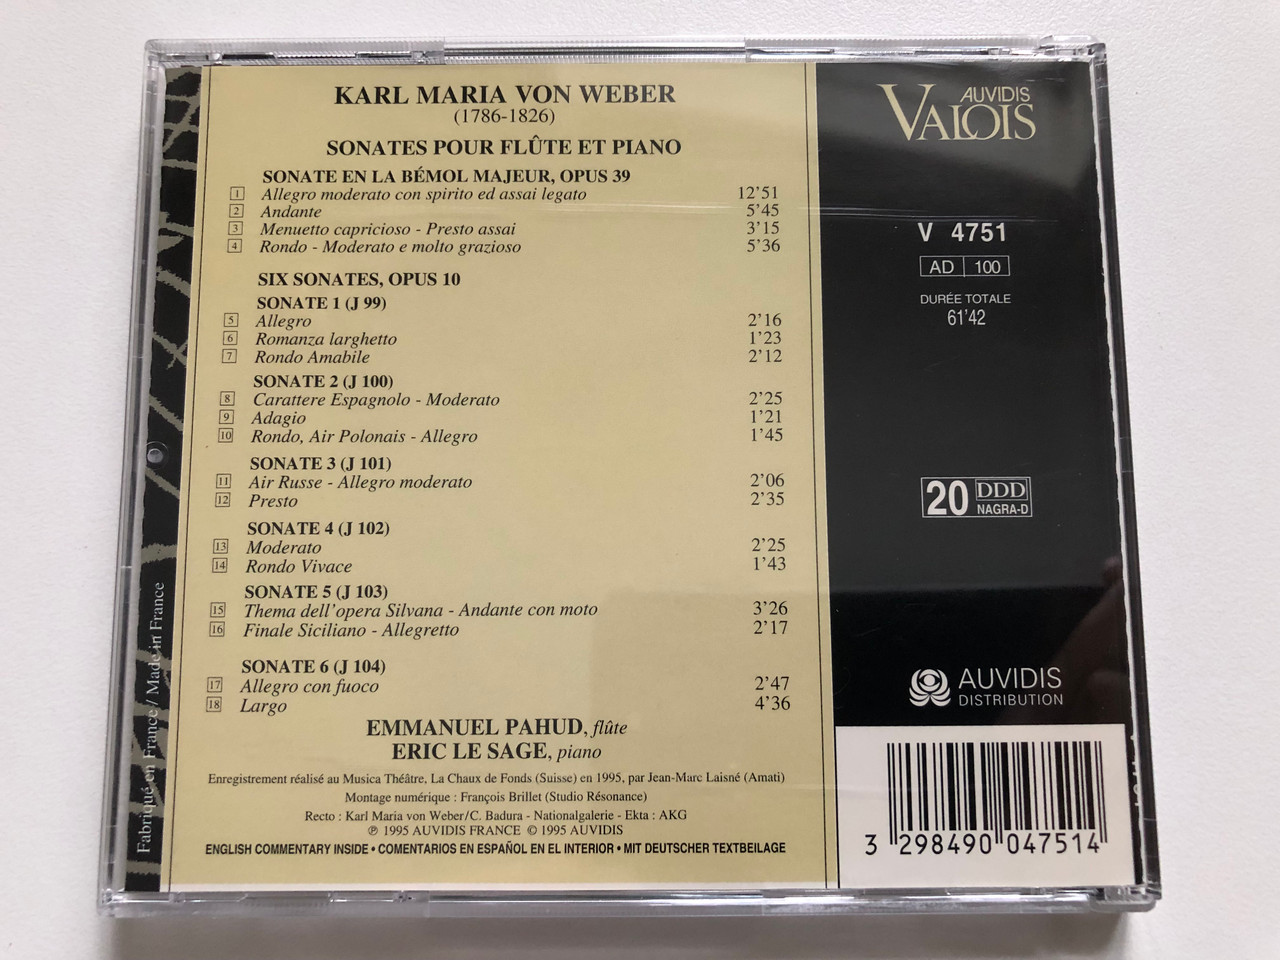 KARL MARIA VON WEBER
(1786-1826)
SONATES POUR FLÛTE ET PIANO
SONATE EN LA BÉMOL MAJEUR, OPUS 39
1 Allegro moderato con spirito ed assai legato 12'51
2 Andante 5'45
3 Menuetto capricioso - Presto assai 3'15
4 Rondo - Moderato e molto grazioso 5'36
SIX SONATES, OPUS 10
SONATE 1 (J 99)
5 Allegro 2'16
6 Romanza larghetto 1'23
7 Rondo Amabile 2'12
SONATE 2 (J 100)
8 Carattere Espagnolo - Moderato 2'25
9 Adagio 1'21
10 Rondo, Air Polonais - Allegro 1'45
SONATE 3 (J 101)
11 Air Russe - Allegro moderato 2'06
12 Presto 2'35
SONATE 4 (J 102)
13 Moderato 2'25
14 Rondo Vivace 1'43
SONATE 5 (J 103)
15 Thema dell'opera Silvana - Andante con moto 3'26
16 Finale Siciliano - Allegretto 2'17
SONATE 6 (J 104)
17 Allegro con fuoco 2'47
18 Largo 4'36
EMMANUEL PAHUD, flûte
ERIC LE SAGE, piano
Enregistrement réalisé au Musica Théâtre, La Chaux de Fonds (Suisse) en 1995, par Jean-Marc Laisné (Amati)
Montage numérique : François Brillet (Studio Résonance)
Recto : Karl Maria von Weber/C. Badura - Nationalgalerie - Ekta : AKG
℗ 1995 AUVIDIS FRANCE © 1995 AUVIDIS
ENGLISH COMMENTARY INSIDE • COMENTARIOS EN ESPAÑOL EN EL INTERIOR • MIT DEUTSCHER TEXTBEILAGE
Fabriqué en France / Made in France
AUVIDIS
VALOIS
V 4751
AD 100
DURÉE TOTALE
61'42
20 DDD
NAGRA-D
AUVIDIS
DISTRIBUTION
3 298490 047514